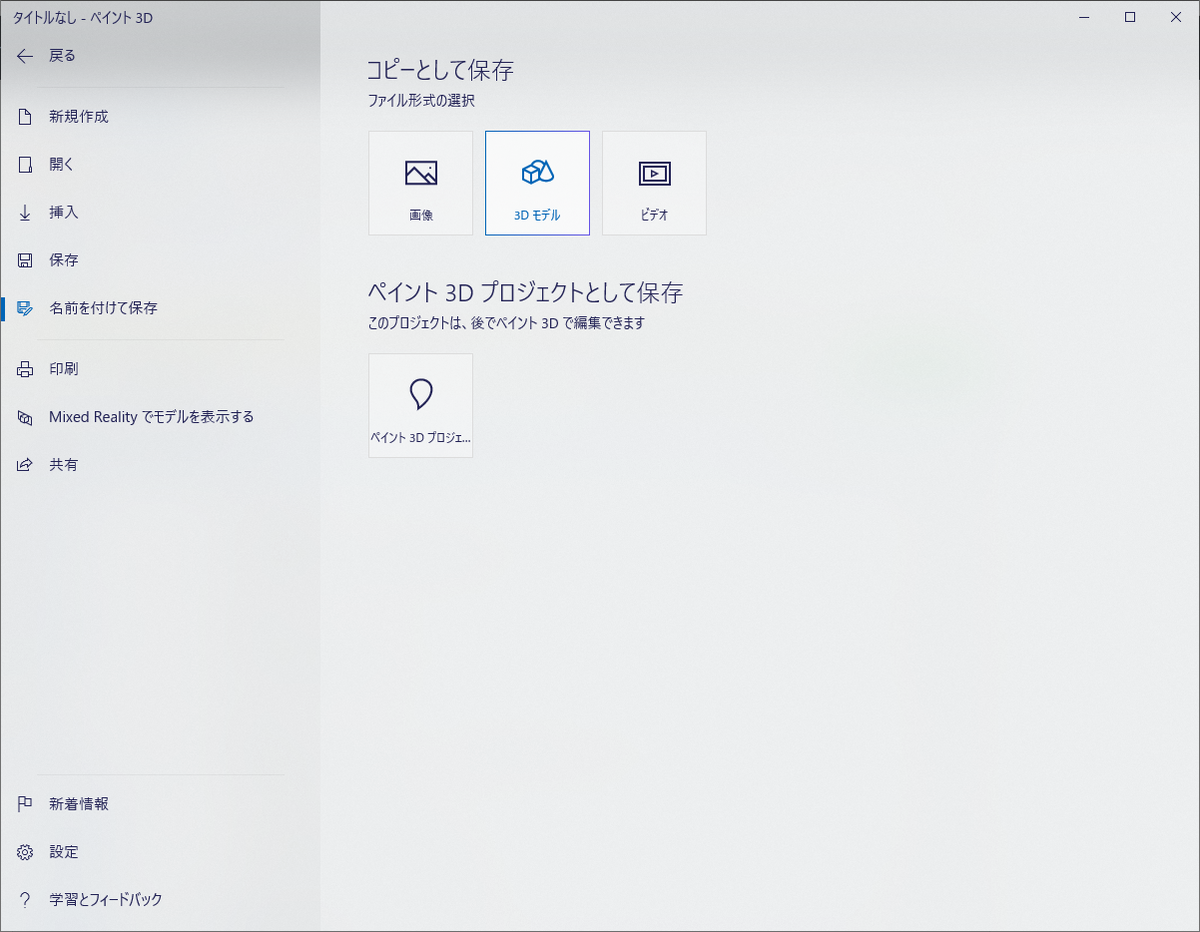 タイトルなし - ペイント 3D
戻る
新規作成
開く
挿入
保存
名前を付けて保存
印刷
Mixed Reality でモデルを表示する
共有
新着情報
設定
学習とフィードバック
コピーとして保存
ファイル形式の選択
画像
3D モデル
ビデオ
ペイント 3D プロジェクトとして保存
このプロジェクトは、後でペイント 3D で編集できます
ペイント 3D プロジェ...